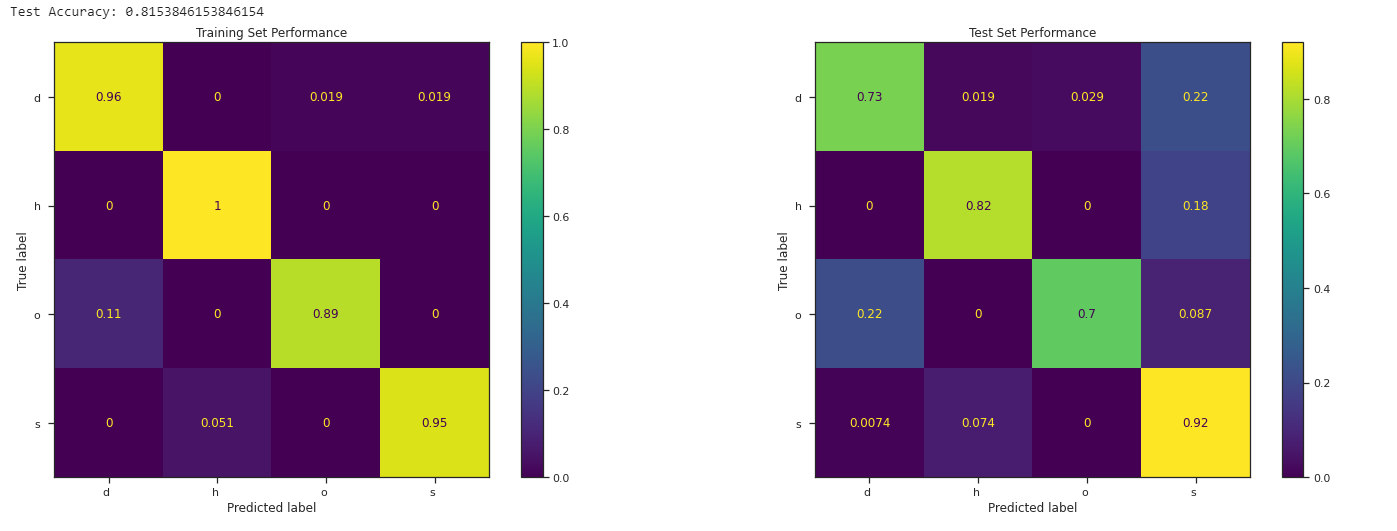 Test Accuracy: 0.8153846153846154
Training Set Performance
d 0.96 0 0.019 0.019
h 0 1 0 0
o 0.11 0 0.89 0
s 0 0.051 0 0.95
d h o s
True label
Predicted label
1.0
0.8
0.6
0.4
0.2
0.0
Test Set Performance
d 0.73 0.019 0.029 0.22
h 0 0.82 0 0.18
o 0.22 0 0.7 0.087
s 0.0074 0.074 0 0.92
d h o s
True label
Predicted label
0.8
0.6
0.4
0.2
0.0